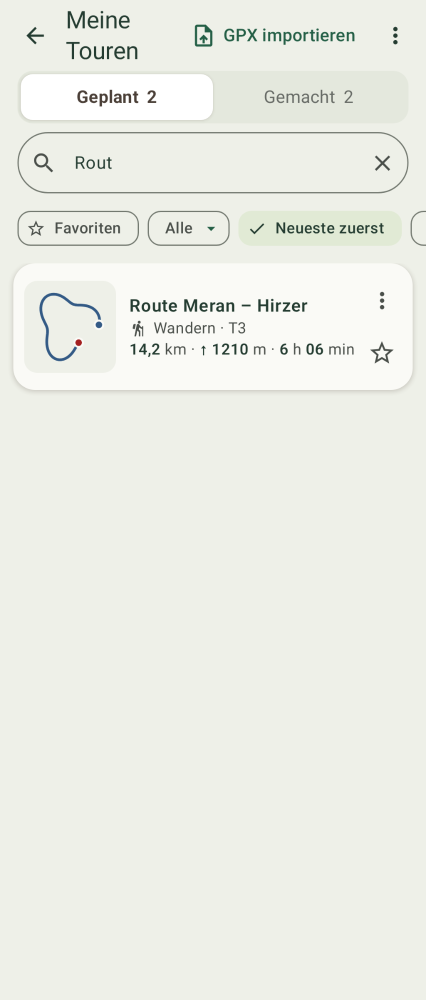 Meine
Touren
GPX importieren
Geplant 2
Gemacht 2
Rout
Favoriten
Alle
Neueste zuerst
Route Meran – Hirzer
Wandern · T3
14,2 km · ↑ 1210 m · 6 h 06 min